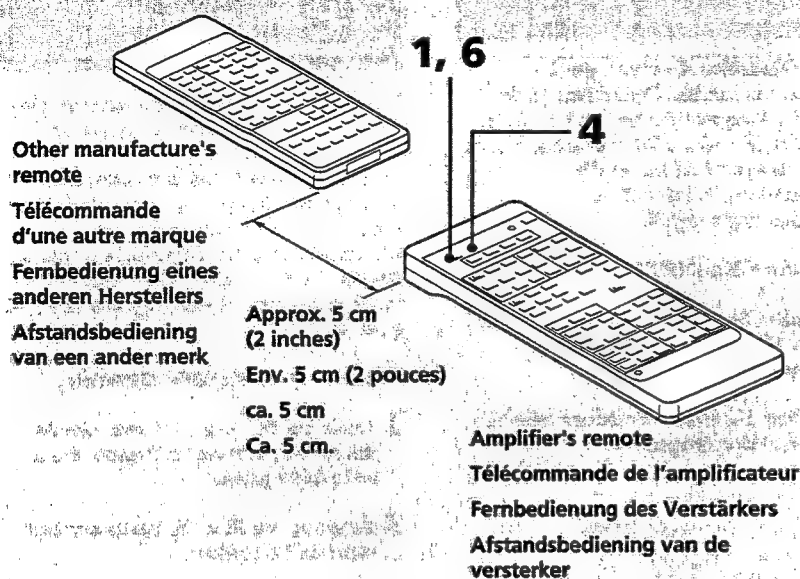 1, 6
4
Other manufacture's
remote
Télécommande
d'une autre marque
Fernbedienung eines
anderen Herstellers
Afstandsbediening
van een ander merk
Approx. 5 cm
(2 inches)
Env. 5 cm (2 pouces)
ca. 5 cm
Ca. 5 cm.
Amplifier's remote
Télécommande de l'amplificateur
Fernbedienung des Verstärkers
Afstandsbediening van de
versterker